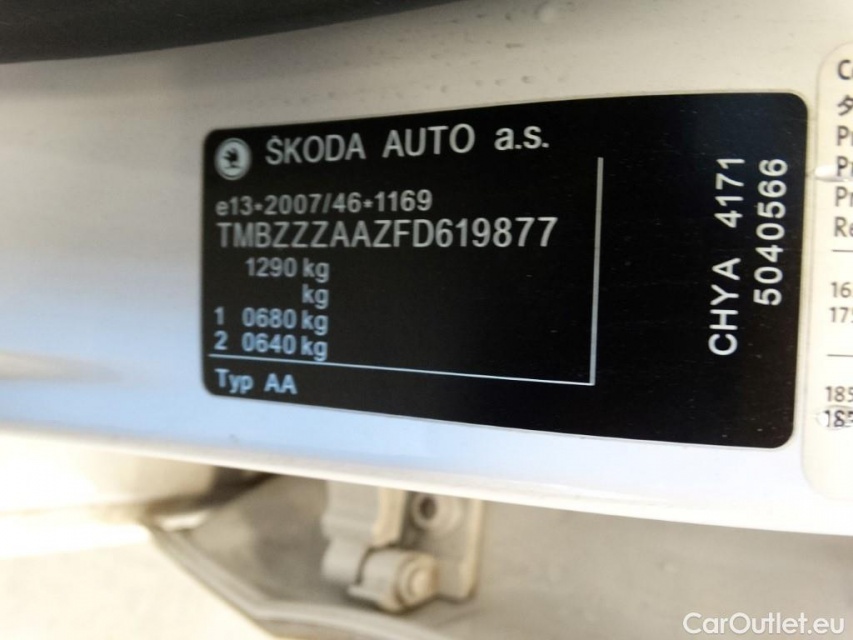 ŠKODA AUTO a.s.
e13*2007/46*1169
TMBZZZAAZFD619877
1290 kg
kg
1 0680 kg
2 0640 kg
Typ AA
CHYA 4171
5040566
CarOutlet.eu